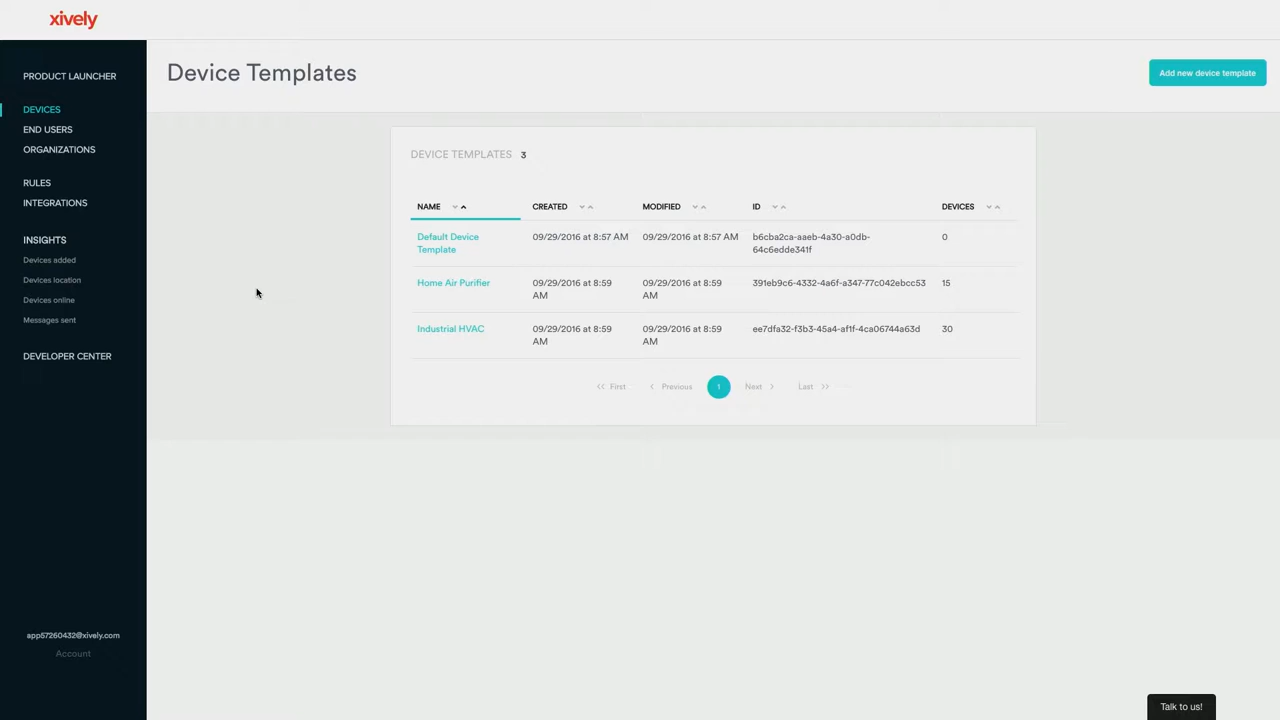 xively
PRODUCT LAUNCHER
DEVICES
END USERS
ORGANIZATIONS
RULES
INTEGRATIONS
INSIGHTS
Devices added
Devices location
Devices online
Messages sent
DEVELOPER CENTER
app57260432@xively.com
Account
Device Templates
Add new device template
DEVICE TEMPLATES 3
NAME CREATED MODIFIED ID DEVICES
Default Device 09/29/2016 at 8:57 AM 09/29/2016 at 8:57 AM b6cba2ca-aaeb-4a30-a0db- 0
Template 64c6edde341f
Home Air Purifier 09/29/2016 at 8:59 09/29/2016 at 8:59 391eb9c6-4332-4a6f-a347-77c042ebcc53 15
AM AM
Industrial HVAC 09/29/2016 at 8:59 09/29/2016 at 8:59 ee7dfa32-f3b3-45a4-af1f-4ca06744a63d 30
AM AM
First Previous 1 Next Last
Talk to us!